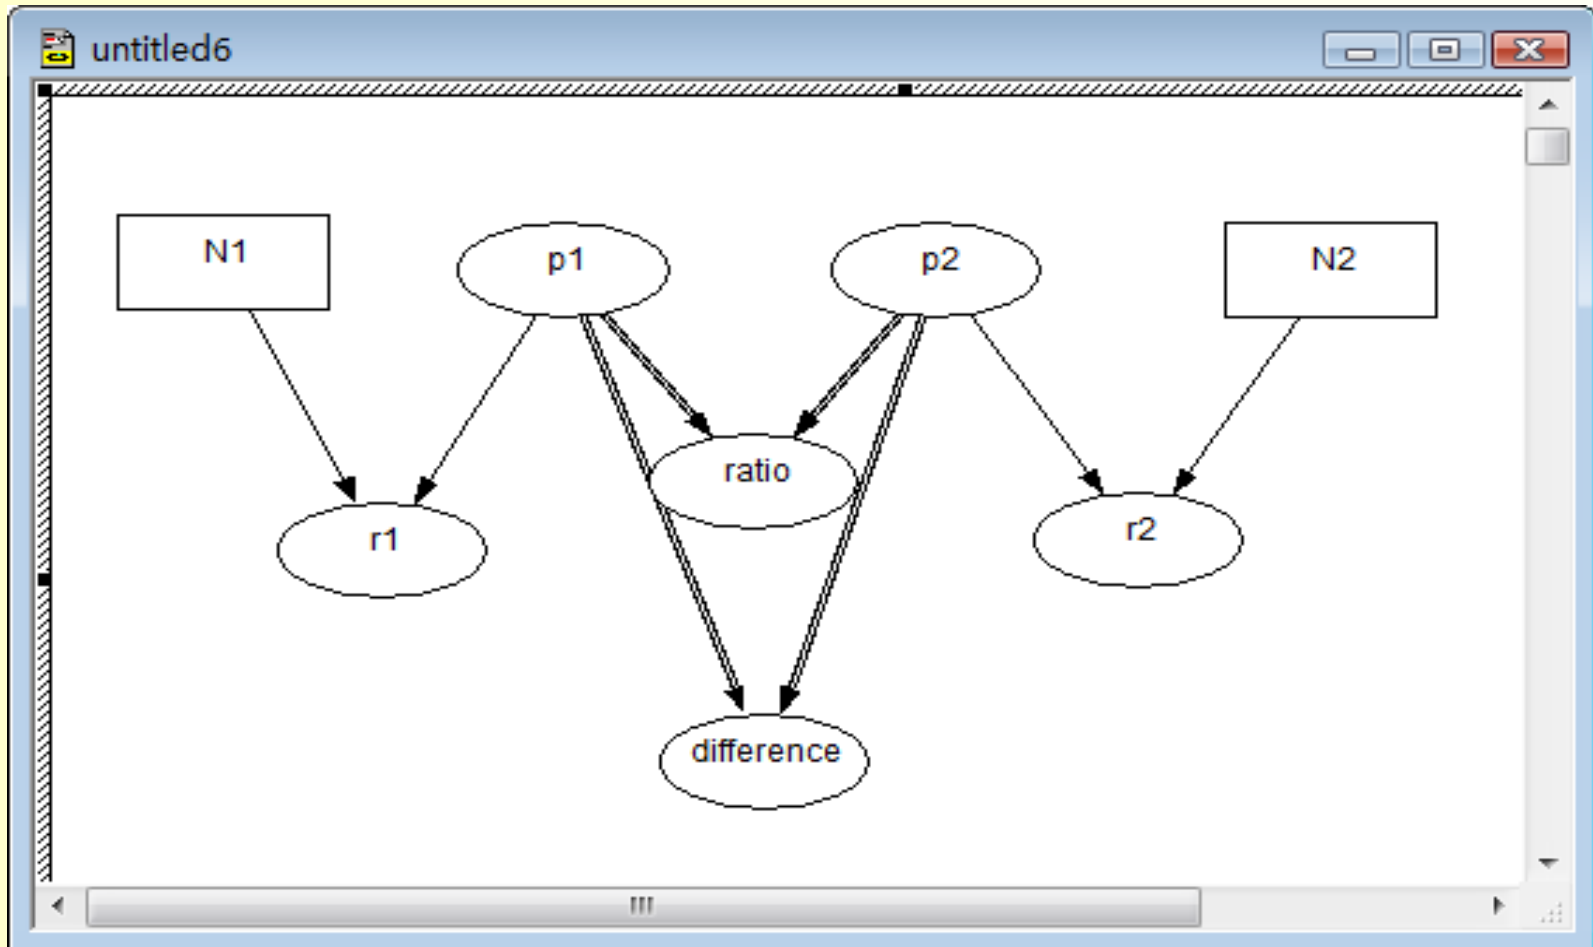 untitled6
N1
p1
p2
N2
ratio
r1
r2
difference